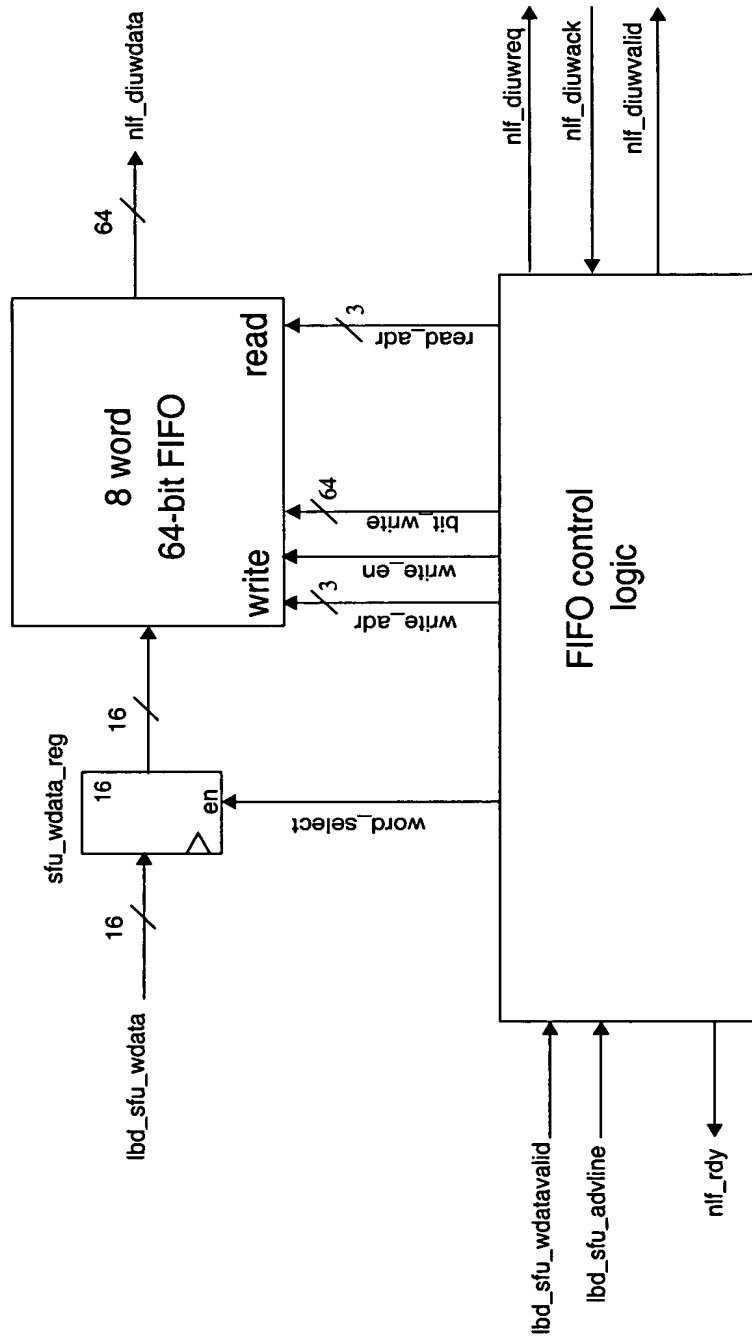 nlf_diuwdata
64
8 word
64-bit FIFO
write
read
sfu_wdata_reg
16
en
16
16
lbd_sfu_wdata
word_select
write_adr
3
write_en
bit_write
64
read_adr
3
FIFO control
logic
lbd_sfu_wdatavalid
lbd_sfu_advline
nlf_rdy
nlf_diuwreq
nlf_diuwack
nlf_diuwvalid